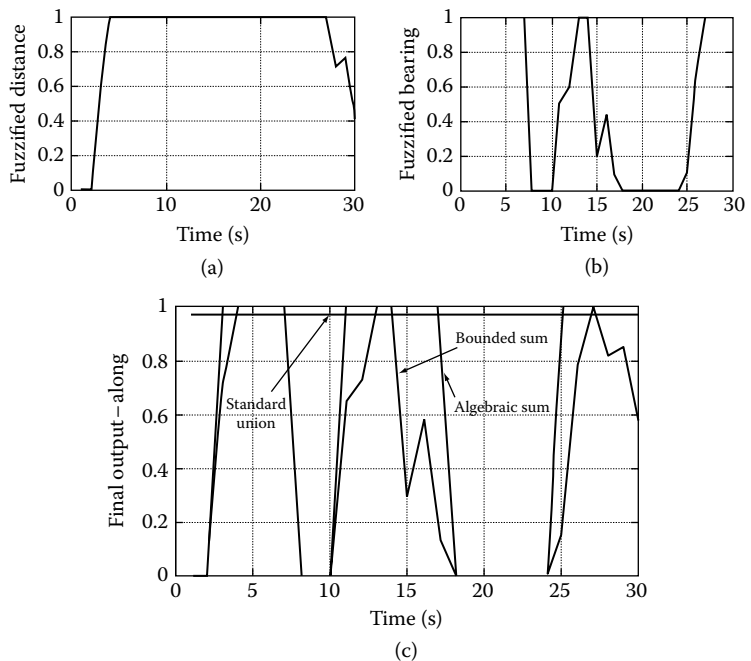 Fuzzified distance
1
0.8
0.6
0.4
0.2
0
0 10 20 30
Time (s)
(a)
Fuzzified bearing
1
0.8
0.6
0.4
0.2
0
0 5 10 15 20 25 30
Time (s)
(b)
Final output – along
1
0.8
0.6
0.4
0.2
0
Bounded sum
Standard
union
Algebraic sum
0 5 10 15 20 25 30
Time (s)
(c)